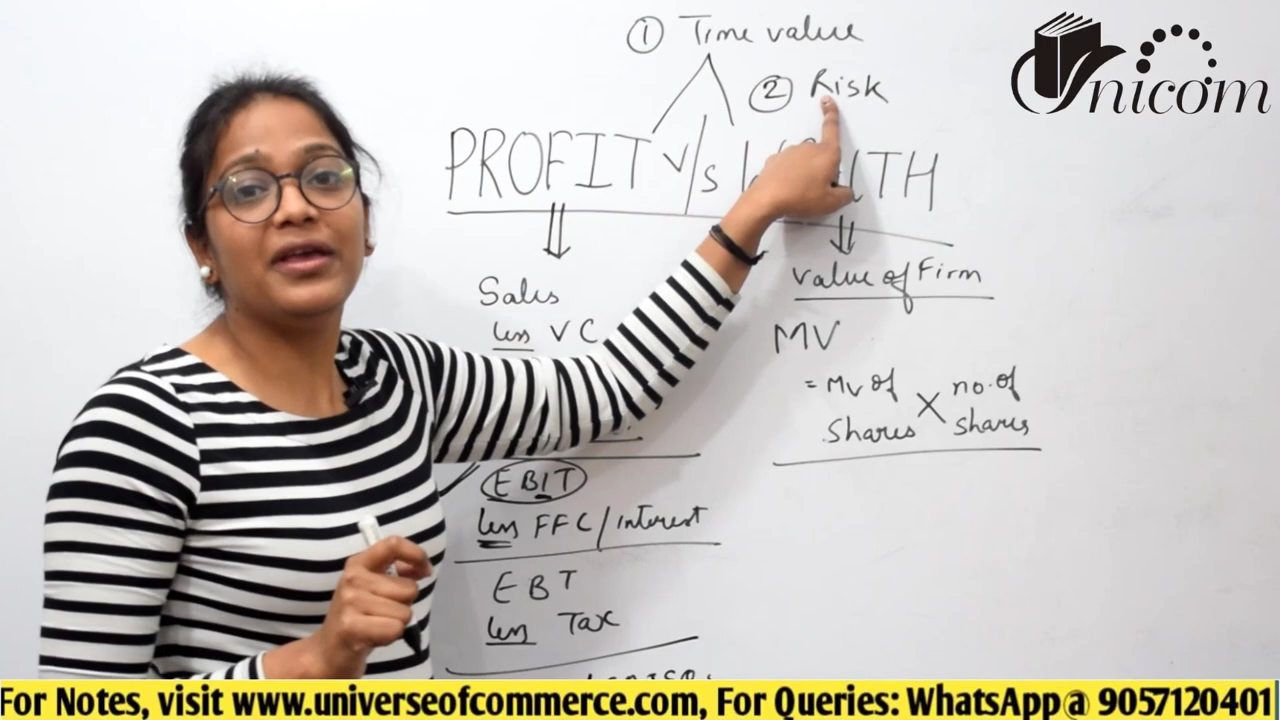 ① Time value
② Risk
Unicom
PROFIT v/s TH
Sales
less VC
EBIT
less FFC/interest
EBT
less Tax
value of Firm
MV
= MV of shares X no. of shares
For Notes, visit www.universeofcommerce.com, For Queries: WhatsApp@ 9057120401